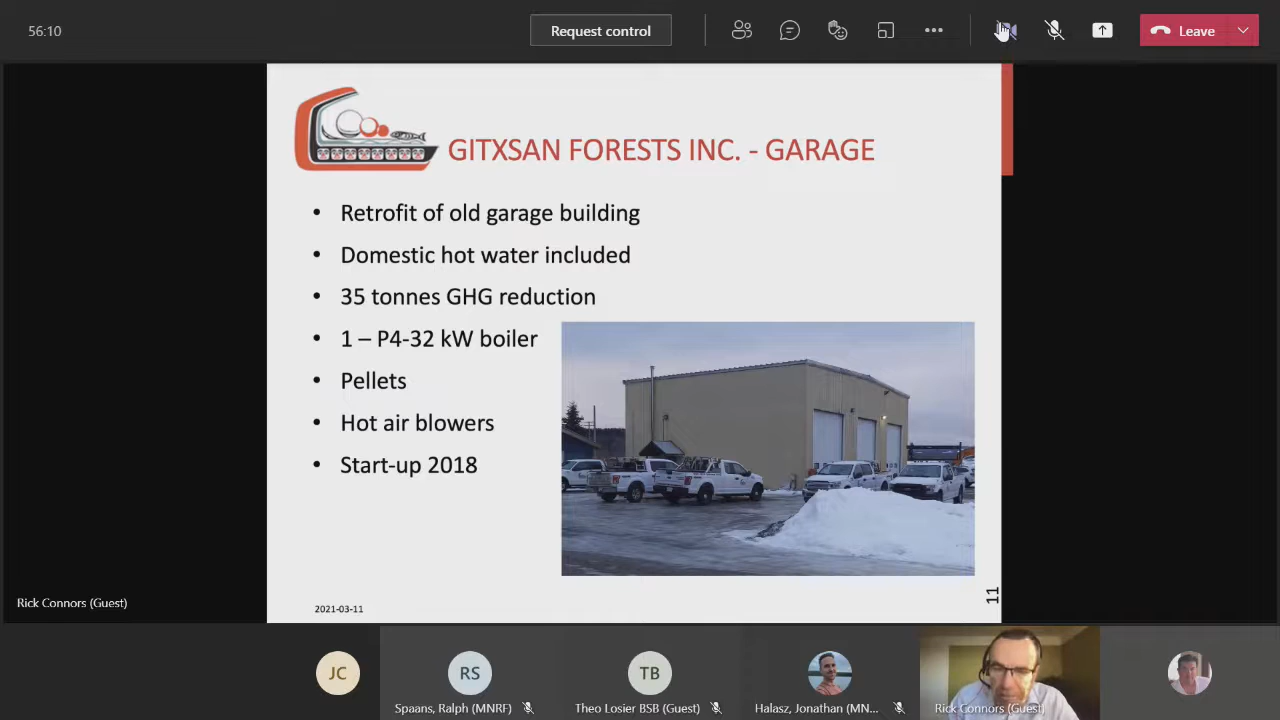 56:10
Request control
Leave
GITXSAN FORESTS INC. - GARAGE
• Retrofit of old garage building
• Domestic hot water included
• 35 tonnes GHG reduction
• 1 – P4-32 kW boiler
• Pellets
• Hot air blowers
• Start-up 2018
2021-03-11
11
Rick Connors (Guest)
JC
RS
TB
Spaans, Ralph (MNRF)
Theo Losier BSB (Guest)
Halasz, Jonathan (MN...
Rick Connors (Guest)